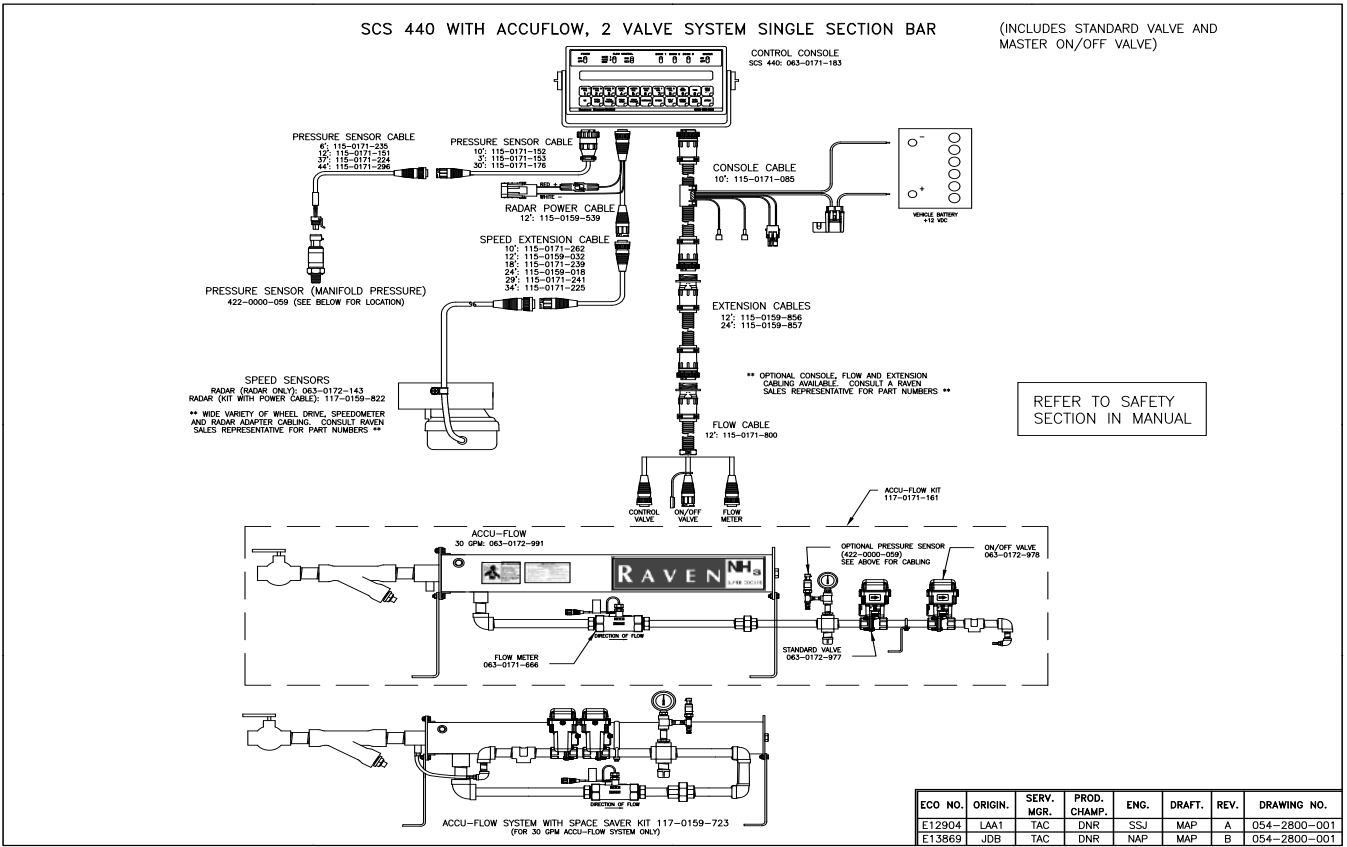 SCS 440 WITH ACCUFLOW, 2 VALVE SYSTEM SINGLE SECTION BAR
(INCLUDES STANDARD VALVE AND
MASTER ON/OFF VALVE)
CONTROL CONSOLE
SCS 440: 063-0171-183
PRESSURE SENSOR CABLE
6': 115-0171-235
12': 115-0171-151
37': 115-0171-224
44': 115-0171-296
PRESSURE SENSOR CABLE
10': 115-0171-152
3': 115-0171-153
30': 115-0171-176
CONSOLE CABLE
10': 115-0171-085
- 
+
VEHICLE BATTERY
+12 VDC
RED +
WHITE -
RADAR POWER CABLE
12': 115-0159-539
SPEED EXTENSION CABLE
10': 115-0171-262
12': 115-0159-032
18': 115-0171-239
24': 115-0159-018
29': 115-0171-241
34': 115-0171-225
PRESSURE SENSOR (MANIFOLD PRESSURE)
422-0000-059 (SEE BELOW FOR LOCATION)
EXTENSION CABLES
12': 115-0159-856
24': 115-0159-857
SPEED SENSORS
RADAR (RADAR ONLY): 063-0172-143
RADAR (KIT WITH POWER CABLE): 117-0159-822
** WIDE VARIETY OF WHEEL DRIVE, SPEEDOMETER
AND RADAR ADAPTER CABLING. CONSULT RAVEN
SALES REPRESENTATIVE FOR PART NUMBERS **
** OPTIONAL CONSOLE, FLOW AND EXTENSION
CABLING AVAILABLE. CONSULT A RAVEN
SALES REPRESENTATIVE FOR PART NUMBERS **
REFER TO SAFETY
SECTION IN MANUAL
FLOW CABLE
12': 115-0171-800
CONTROL
VALVE
ON/OFF
VALVE
FLOW
METER
ACCU-FLOW KIT
117-0171-161
ACCU-FLOW
30 GPM: 063-0172-991
RAVEN
NH3
OPTIONAL PRESSURE SENSOR
(422-0000-059)
SEE ABOVE FOR CABLING
ON/OFF VALVE
063-0172-978
DIRECTION OF FLOW
FLOW METER
063-0171-666
STANDARD VALVE
063-0172-977
DIRECTION OF FLOW
ACCU-FLOW SYSTEM WITH SPACE SAVER KIT 117-0159-723
(FOR 30 GPM ACCU-FLOW SYSTEM ONLY)
ECO NO. ORIGIN. SERV. MGR. PROD. CHAMP. ENG. DRAFT. REV. DRAWING NO.
E12904 LAA1 TAC DNR SSJ MAP A 054-2800-001
E13869 JDB TAC DNR NAP MAP B 054-2800-001